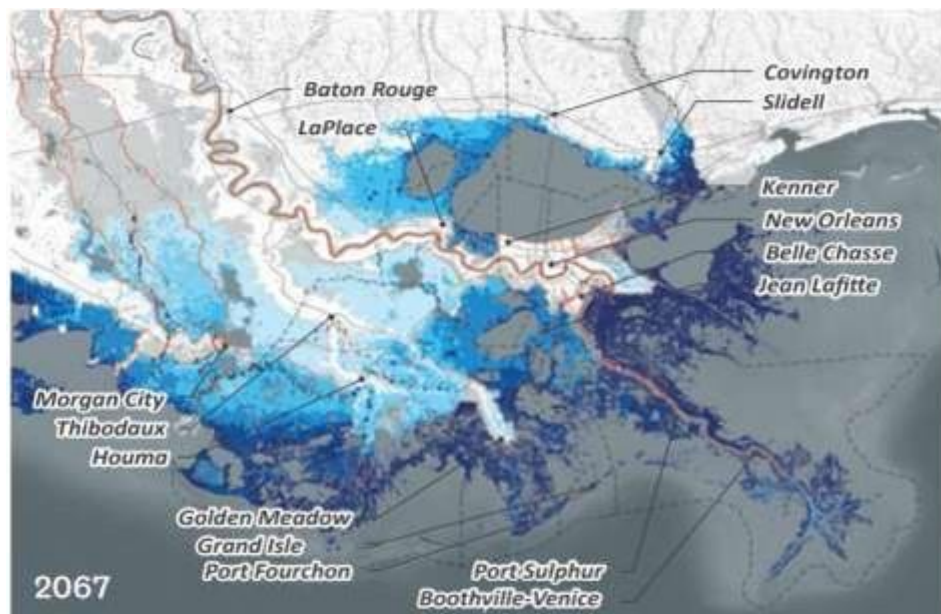 Baton Rouge
Covington
Slidell
LaPlace
Kenner
New Orleans
Belle Chasse
Jean Lafitte
Morgan City
Thibodaux
Houma
Golden Meadow
Grand Isle
Port Fourchon
Port Sulphur
Boothville-Venice
2067